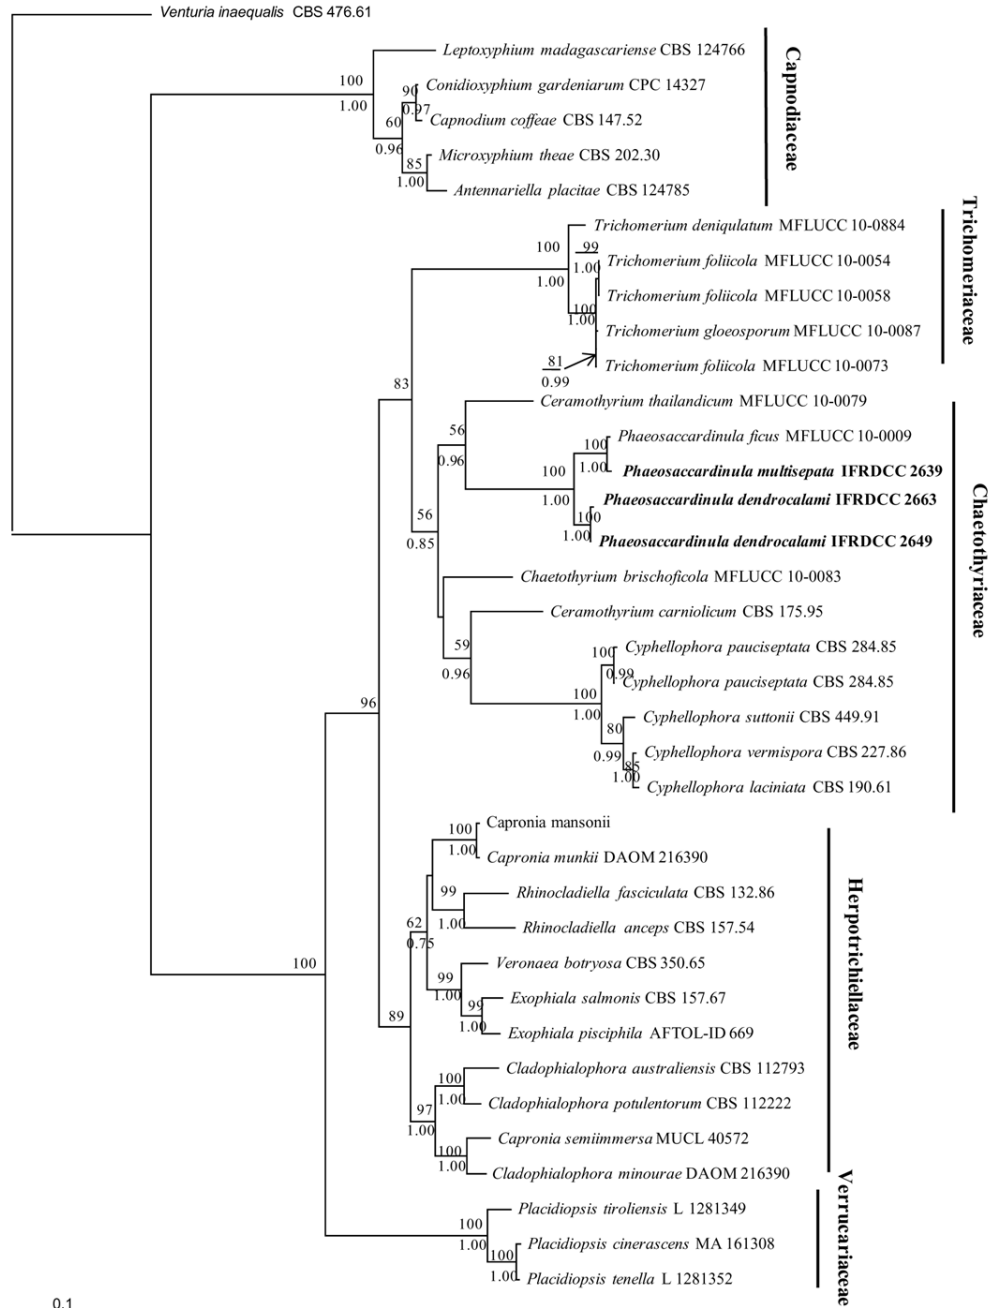 Venturia inaequalis CBS 476.61
Leptoxyphium madagascariense CBS 124766
100
1.00
Conidioxyphium gardeniarum CPC 14327
90
0.97
60
0.96
Capnodium coffeae CBS 147.52
Microxyphium theae CBS 202.30
85
1.00
Antennariella placitae CBS 124785
Capnodiaceae
Trichomerium deniqulatum MFLUCC 10-0884
100
1.00
99
1.00
Trichomerium foliicola MFLUCC 10-0054
Trichomerium foliicola MFLUCC 10-0058
100
1.00
Trichomerium gloeosporum MFLUCC 10-0087
81
0.99
Trichomerium foliicola MFLUCC 10-0073
Trichomeriaceae
83
Ceramothyrium thailandicum MFLUCC 10-0079
56
0.96
Phaeosaccardinula ficus MFLUCC 10-0009
100
1.00
Phaeosaccardinula multisepata IFRDCC 2639
100
1.00
Phaeosaccardinula dendrocalami IFRDCC 2663
100
1.00
Phaeosaccardinula dendrocalami IFRDCC 2649
56
0.85
Chaetothyrium brischoficola MFLUCC 10-0083
Ceramothyrium carniolicum CBS 175.95
59
0.96
Cyphellophora pauciseptata CBS 284.85
100
0.99
Cyphellophora pauciseptata CBS 284.85
100
1.00
Cyphellophora suttonii CBS 449.91
80
0.99
Cyphellophora vermispora CBS 227.86
85
1.00
Cyphellophora laciniata CBS 190.61
Chaetothyriaceae
96
Capronia mansonii
100
1.00
Capronia munkii DAOM 216390
Rhinocladiella fasciculata CBS 132.86
99
1.00
Rhinocladiella anceps CBS 157.54
62
0.75
Veronaea botryosa CBS 350.65
99
1.00
Exophiala salmonis CBS 157.67
99
1.00
Exophiala pisciphila AFTOL-ID 669
89
Cladophialophora australiensis CBS 112793
100
1.00
Cladophialophora potulentorum CBS 112222
97
1.00
Capronia semiimmersa MUCL 40572
100
1.00
Cladophialophora minourae DAOM 216390
Herpotrichiellaceae
100
Placidiopsis tiroliensis L 1281349
100
1.00
Placidiopsis cinerascens MA 161308
100
1.00
Placidiopsis tenella L 1281352
Verrucariaceae
0.1